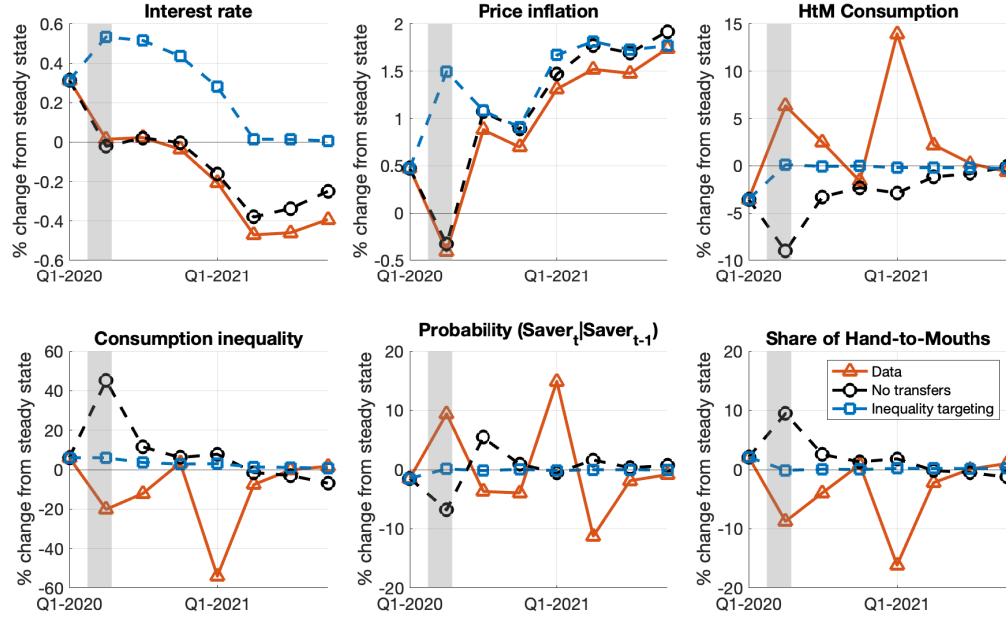 Interest rate
% change from steady state
0.6
0.4
0.2
0
-0.2
-0.4
-0.6
Q1-2020
Q1-2021
Price inflation
% change from steady state
2
1.5
1
0.5
0
-0.5
Q1-2020
Q1-2021
HtM Consumption
% change from steady state
15
10
5
0
-5
-10
Q1-2020
Q1-2021
Consumption inequality
% change from steady state
60
40
20
0
-20
-40
-60
Q1-2020
Q1-2021
Probability (Saver_t|Saver_t-1)
% change from steady state
20
10
0
-10
-20
Q1-2020
Q1-2021
Share of Hand-to-Mouths
% change from steady state
20
10
0
-10
-20
Q1-2020
Q1-2021
Data
No transfers
Inequality targeting